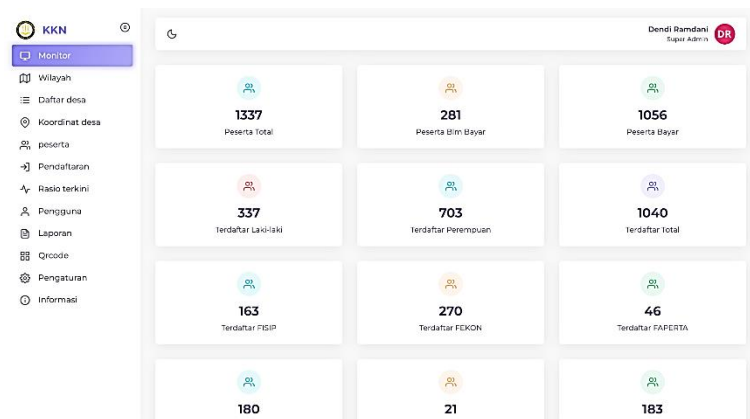 KKN
Monitor
Wilayah
Daftar desa
Koordinat desa
peserta
Pendaftaran
Rasio terkini
Pengguna
Laporan
Qrcode
Pengaturan
Informasi
Dendi Ramdani
Super Admin
DR
1337
Peserta Total
281
Peserta Blm Bayar
1056
Peserta Bayar
337
Terdaftar Laki-laki
703
Terdaftar Perempuan
1040
Terdaftar Total
163
Terdaftar FISIP
270
Terdaftar FEKON
46
Terdaftar FAPERTA
180
21
183